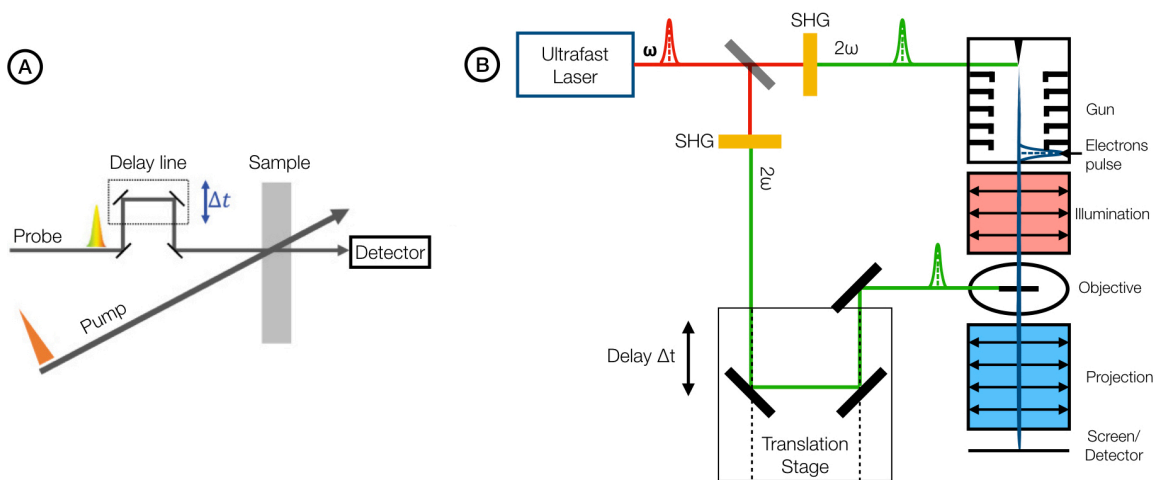 A
Delay line
Sample
Δt
Probe
Detector
Pump
B
Ultrafast
Laser
ω
SHG
2ω
SHG
2ω
Gun
Electrons
pulse
Illumination
Objective
Delay Δt
Projection
Translation
Stage
Screen/
Detector